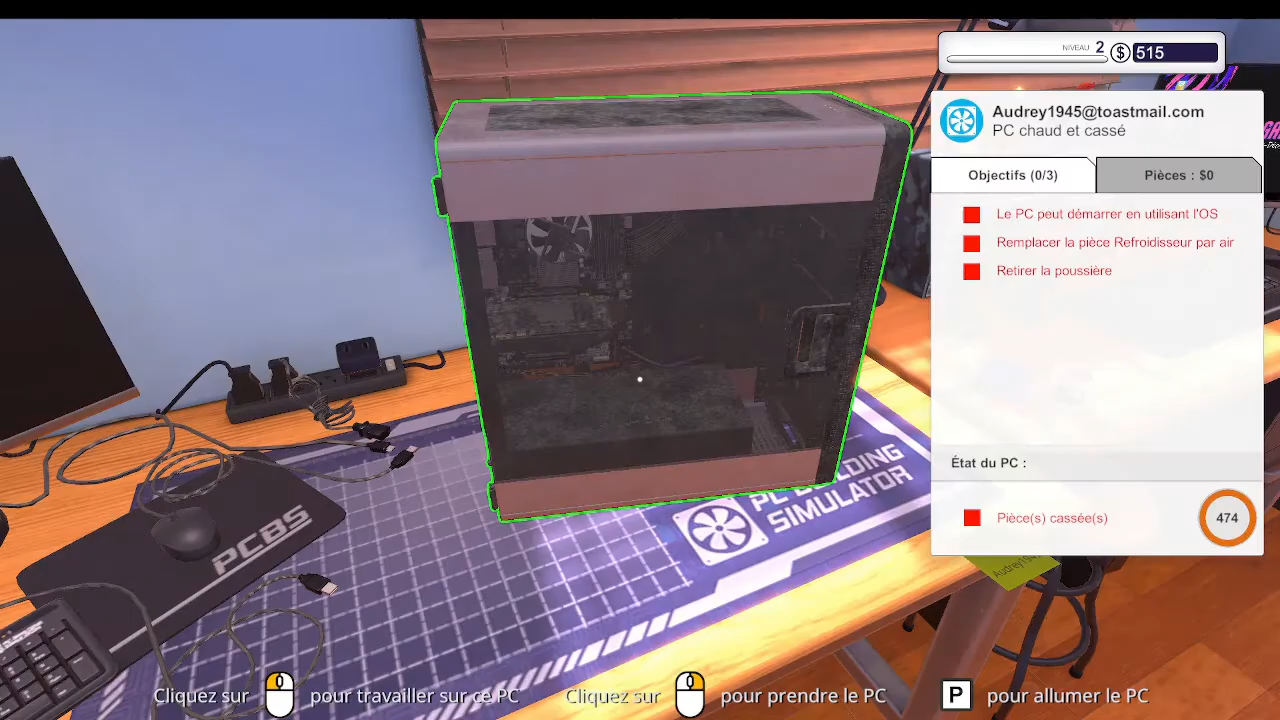 NIVEAU 2 $ 515
Audrey1945@toastmail.com
PC chaud et cassé
Objectifs (0/3)
Pièces : $0
Le PC peut démarrer en utilisant l'OS
Remplacer la pièce Refroidisseur par air
Retirer la poussière
État du PC :
Pièce(s) cassée(s)
474
PCBS
PC BUILDING
SIMULATOR
Cliquez sur pour travailler sur ce PC
Cliquez sur pour prendre le PC
P pour allumer le PC